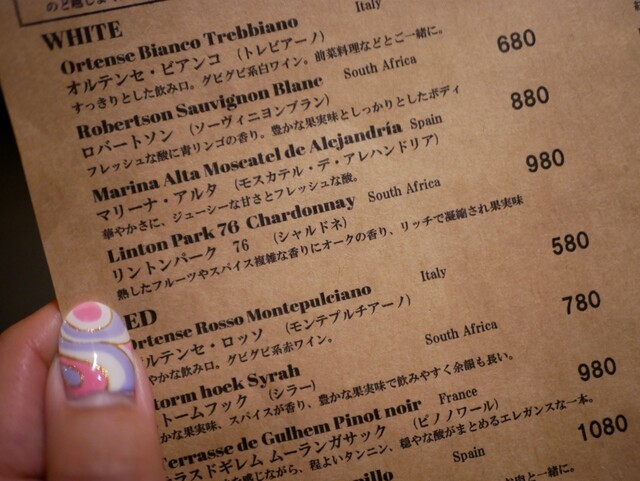 のど越し
WHITE
Ortense Bianco Trebbiano Italy
オルテンセ・ビアンコ （トレビアーノ）
すっきりとした飲み口。グビグビ系白ワイン。前菜料理などとご一緒に。 680
Robertson Sauvignon Blanc South Africa
ロバートソン （ソーヴィニヨンブラン）
フレッシュな酸に青リンゴの香り。豊かな果実味としっかりとしたボディ 880
Marina Alta Moscatel de Alejandría Spain
マリーナ・アルタ （モスカテル・デ・アレハンドリア）
華やかさに、ジューシーな甘さとフレッシュな酸。 980
Linton Park 76 Chardonnay South Africa
リントンパーク 76 （シャルドネ）
熟したフルーツやスパイス複雑な香りにオークの香り、リッチで凝縮され果実味
580
ED
rtense Rosso Montepulciano Italy
ルテンセ・ロッソ （モンテプルチアーノ）
やかな飲み口。グビグビ系赤ワイン。 780
torm hoek Syrah South Africa
トームフック （シラー）
かな果実味、スパイスが香り、豊かな果実味で飲みやすく余韻も長い。 980
errasse de Gulhem Pinot noir France
ラスドギレム ムーランガサック （ピノノワール）
を感じながら、程よいタンニン、穏やかな酸がまとめるエレガンスな一本。 1080
nillo Spain
と一緒に。